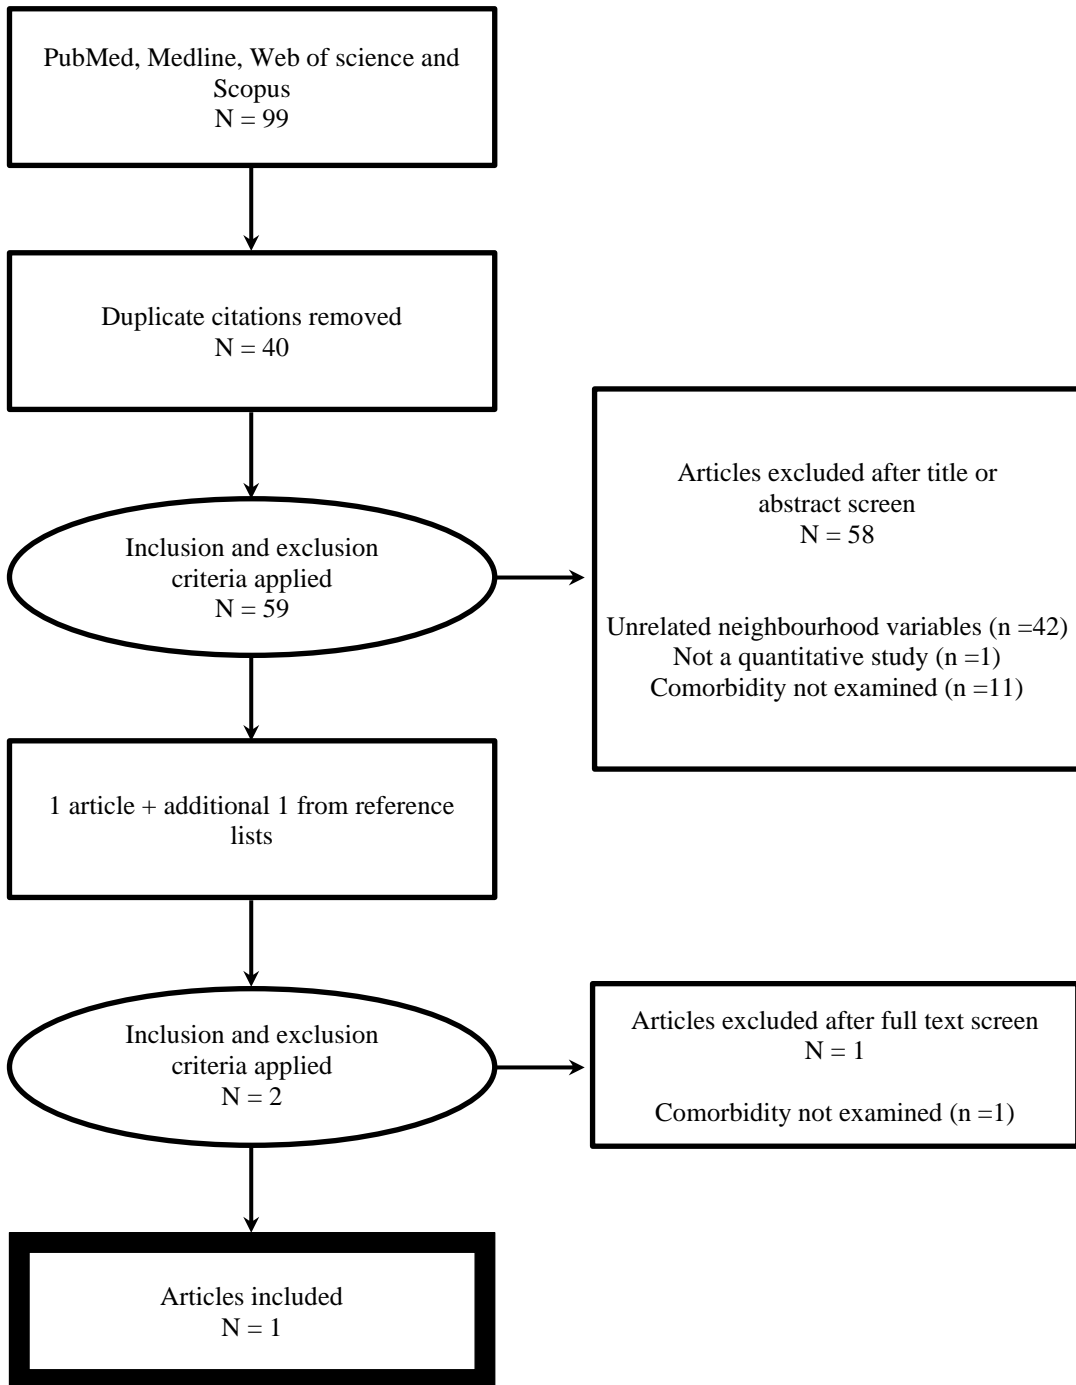 PubMed, Medline, Web of science and
Scopus
N = 99
Duplicate citations removed
N = 40
Inclusion and exclusion
criteria applied
N = 59
Articles excluded after title or
abstract screen
N = 58
Unrelated neighbourhood variables (n =42)
Not a quantitative study (n =1)
Comorbidity not examined (n =11)
1 article + additional 1 from reference
lists
Inclusion and exclusion
criteria applied
N = 2
Articles excluded after full text screen
N = 1
Comorbidity not examined (n =1)
Articles included
N = 1